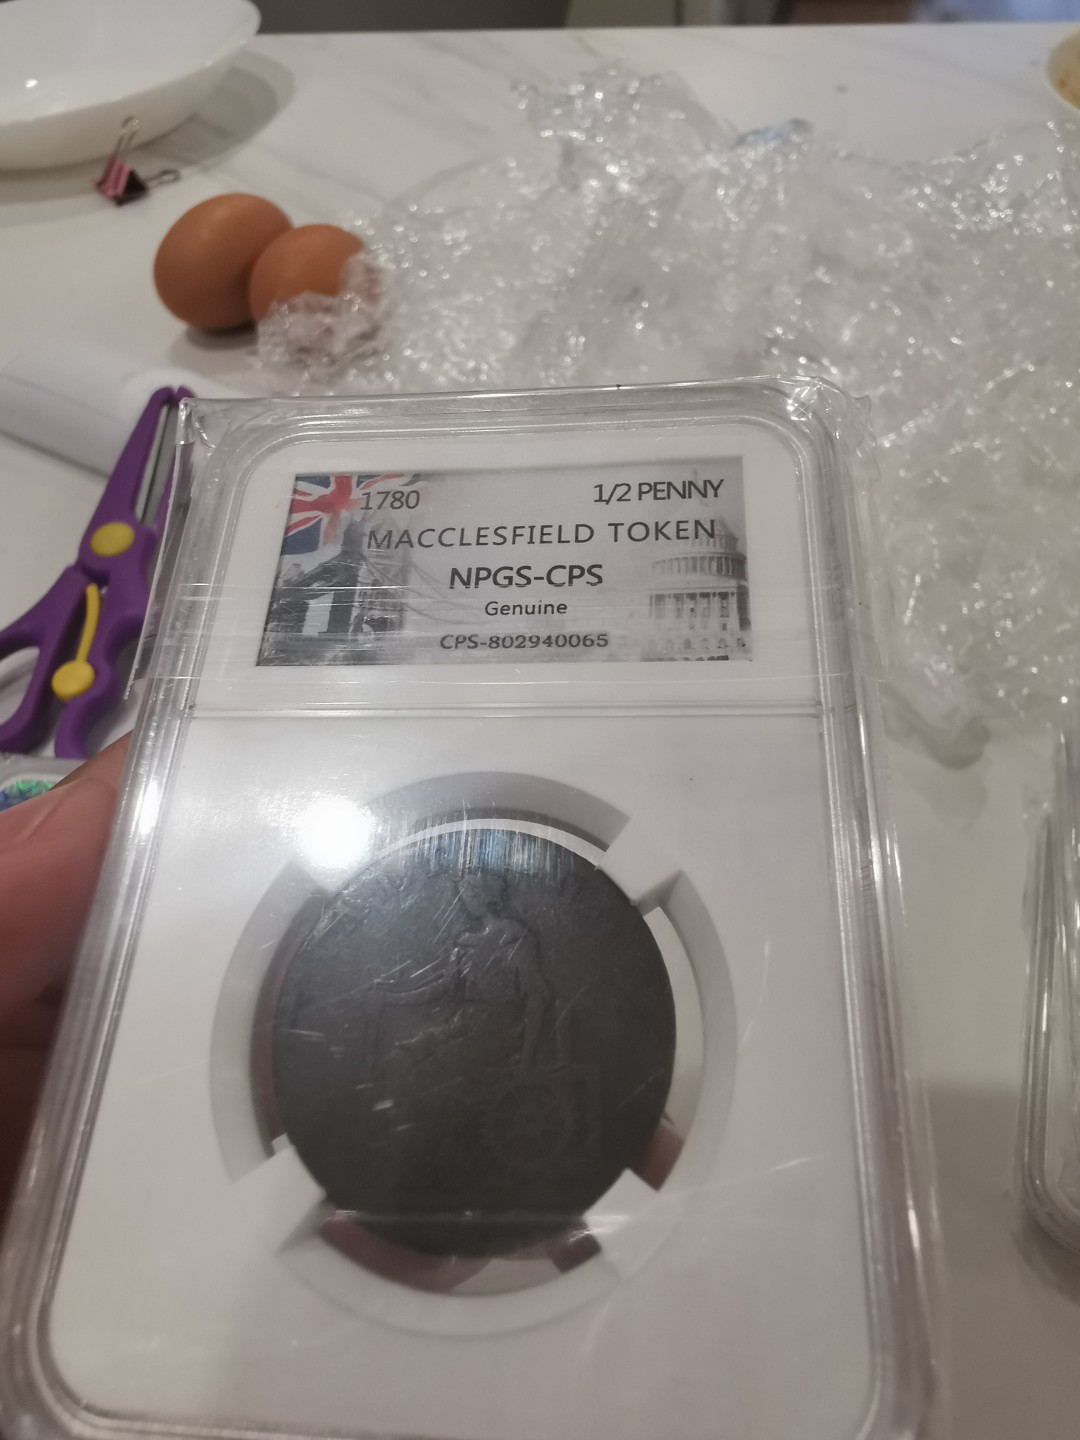 1780 1/2 PENNY
MACCLESFIELD TOKEN
NPGS-CPS
Genuine
CPS-802940065